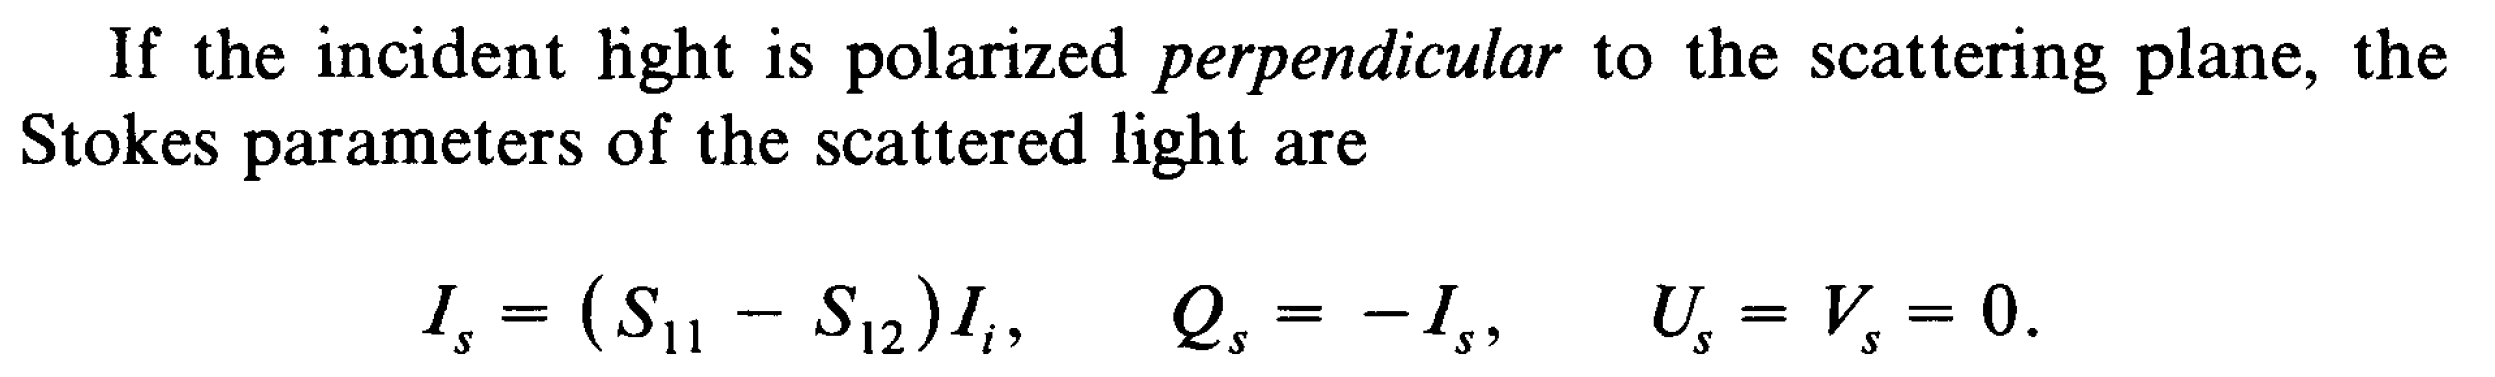 If the incident light is polarized perpendicular to the scattering plane, the
Stokes parameters of the scattered light are
I_s = (S_11 − S_12)I_i, Q_s = −I_s, U_s = V_s = 0.